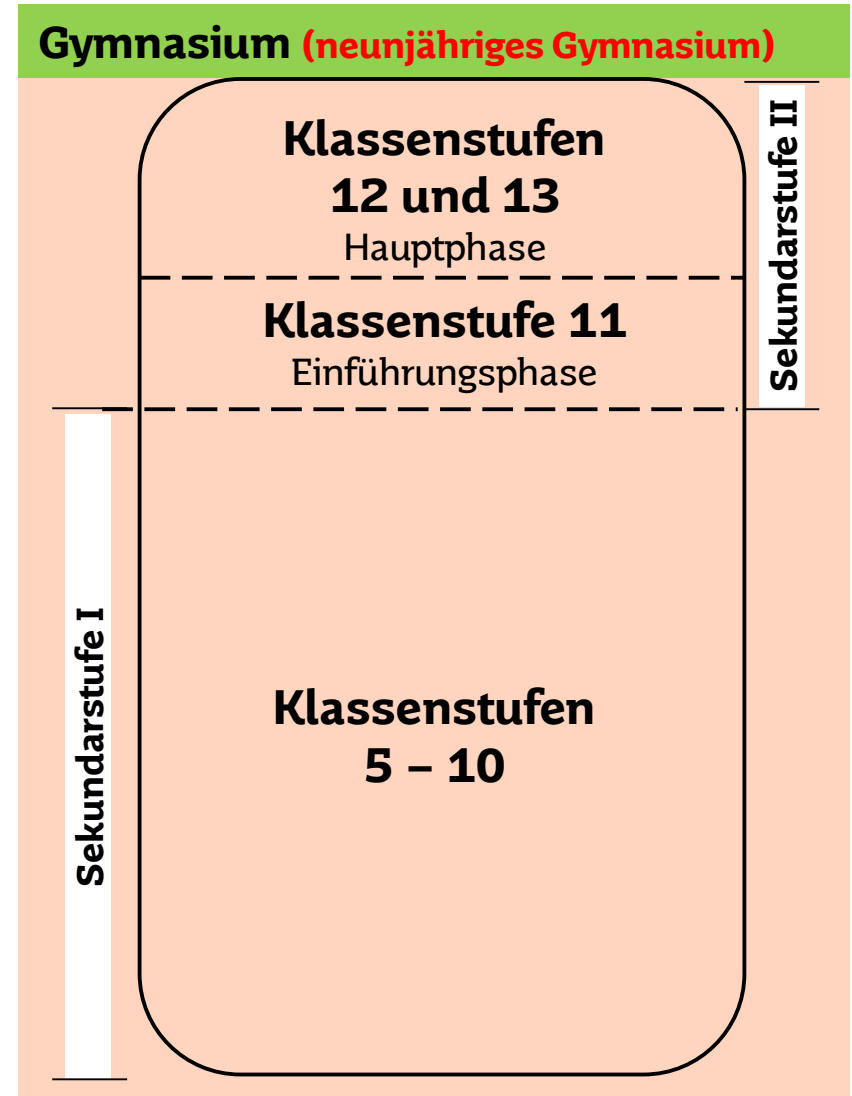 Gymnasium (neunjähriges Gymnasium)
Klassenstufen
12 und 13
Hauptphase
Klassenstufe 11
Einführungsphase
Sekundarstufe II
Sekundarstufe I
Klassenstufen
5 – 10